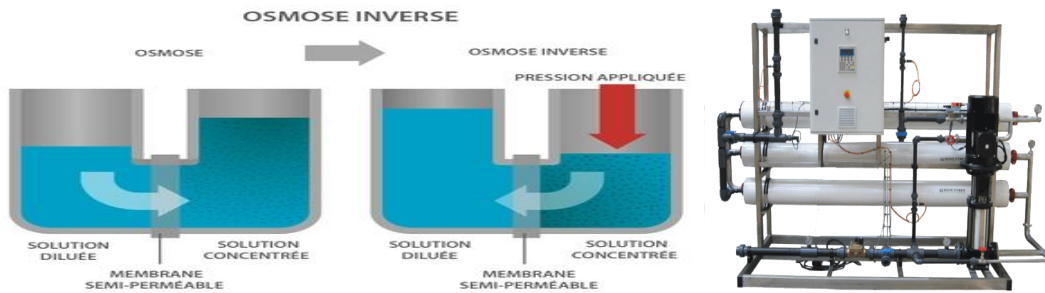 OSMOSE INVERSE
OSMOSE
OSMOSE INVERSE
PRESSION APPLIQUÉE
SOLUTION
DILUÉE
SOLUTION
CONCENTRÉE
MEMBRANE
SEMI-PERMÉABLE
SOLUTION
DILUÉE
SOLUTION
CONCENTRÉE
MEMBRANE
SEMI-PERMÉABLE